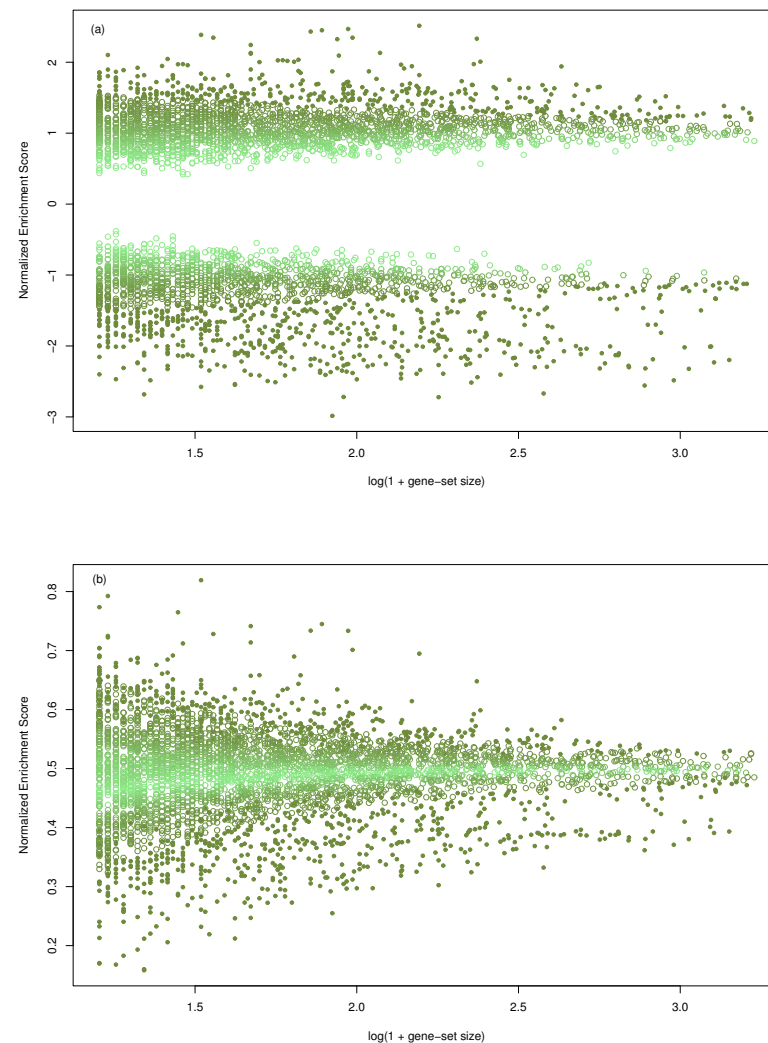 (a)
2
1
0
−1
−2
−3
Normalized Enrichment Score
1.5 2.0 2.5 3.0
log(1 + gene−set size)
(b)
0.8
0.7
0.6
0.5
0.4
0.3
0.2
Normalized Enrichment Score
1.5 2.0 2.5 3.0
log(1 + gene−set size)